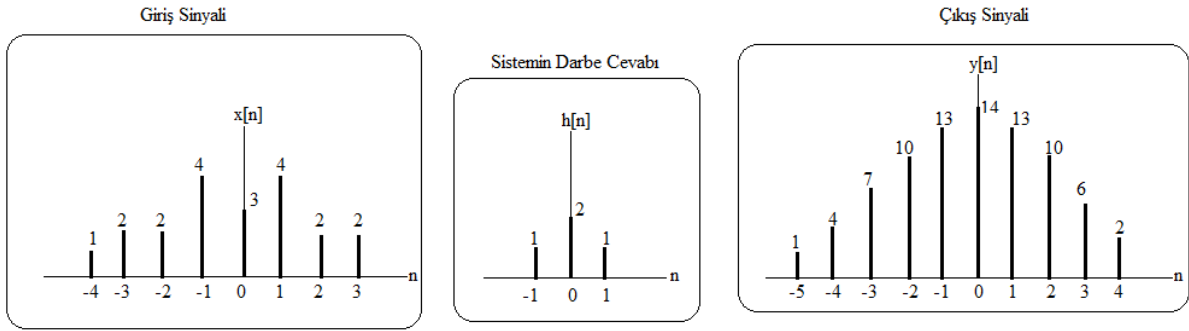 Giriş Sinyali
x[n]
4 4
3
2 2 2 2
1
n
-4 -3 -2 -1 0 1 2 3
Sistemin Darbe Cevabı
h[n]
2
1 1
n
-1 0 1
Çıkış Sinyali
y[n]
14
13 13
10 10
7
6
4
2
1
n
-5 -4 -3 -2 -1 0 1 2 3 4